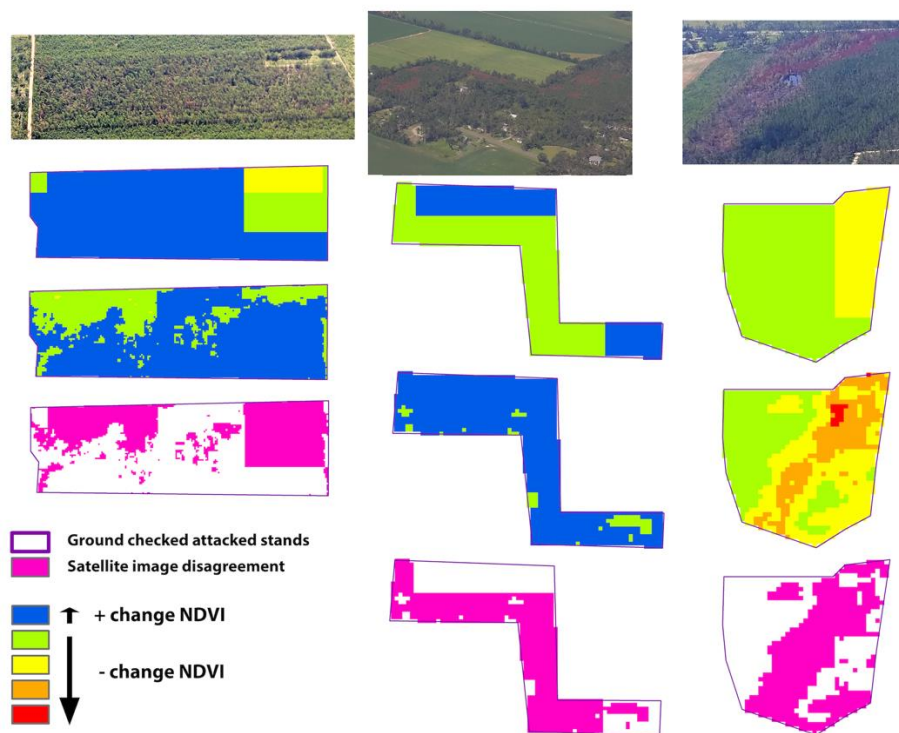 Ground checked attacked stands
Satellite image disagreement
+ change NDVI
- change NDVI